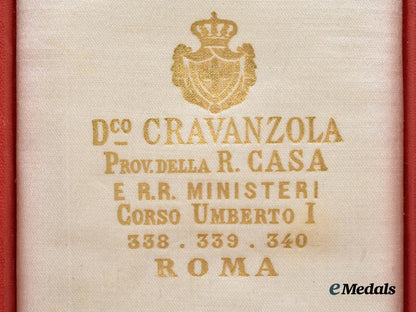 Dco CRAVANZOLA
PROV. DELLA R. CASA
E R.R. MINISTERI
CORSO UMBERTO I
338 . 339 . 340
ROMA
eMedals